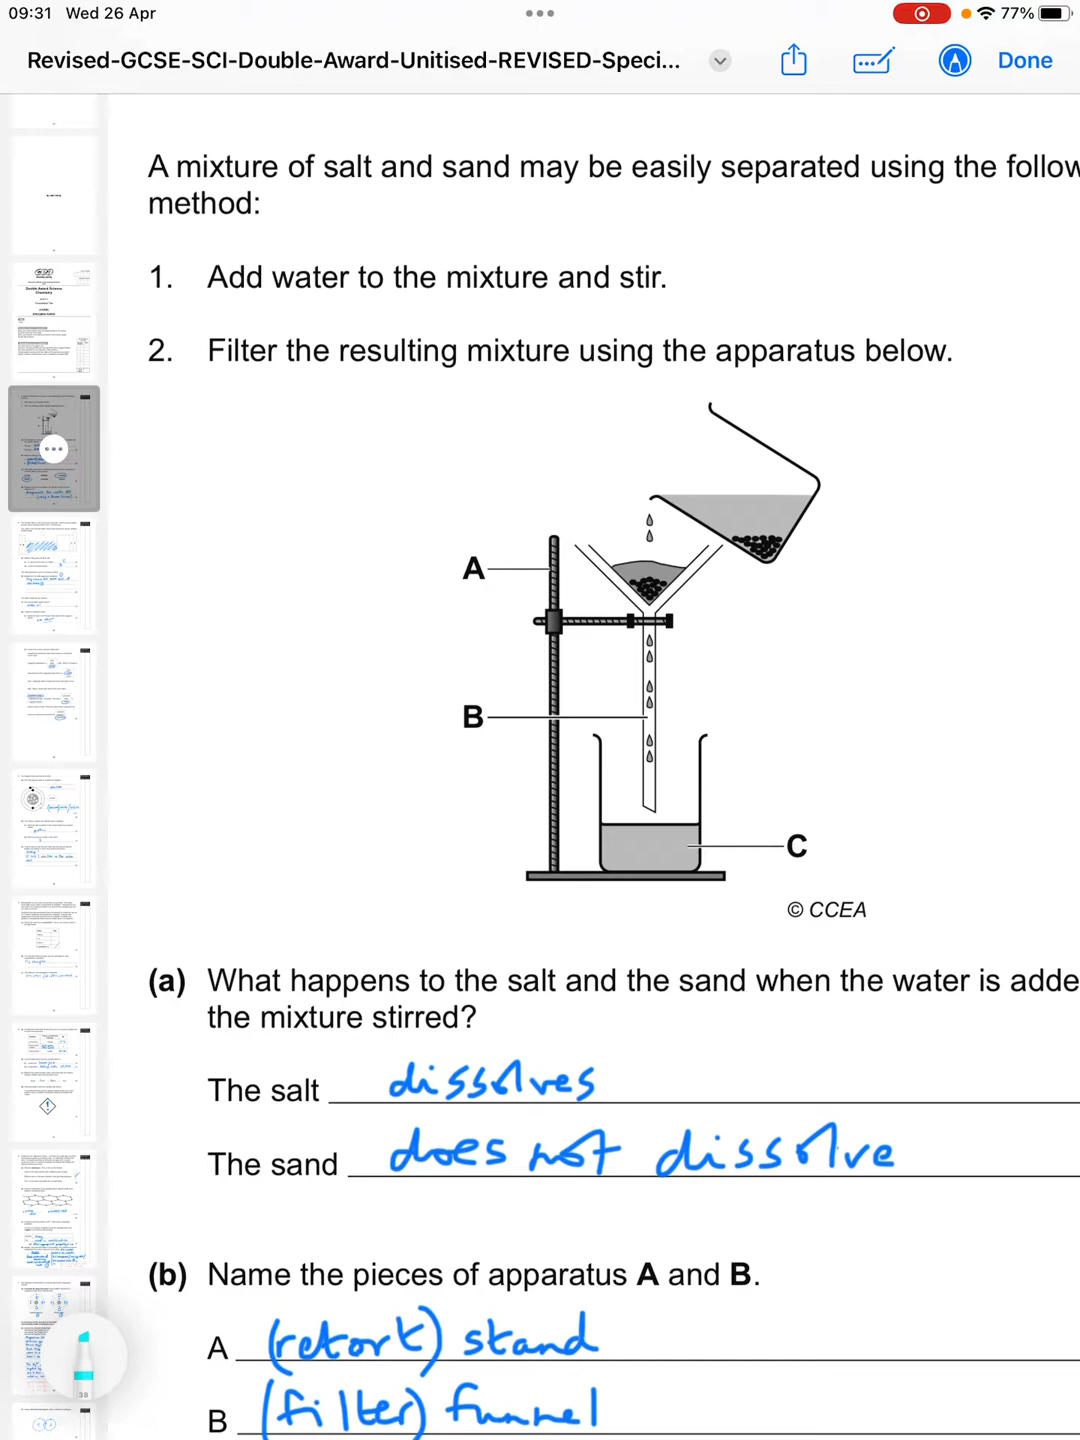 09:31 Wed 26 Apr
77%
Revised-GCSE-SCI-Double-Award-Unitised-REVISED-Speci...
Done
A mixture of salt and sand may be easily separated using the follow
method:
1. Add water to the mixture and stir.
2. Filter the resulting mixture using the apparatus below.
A
B
C
© CCEA
(a) What happens to the salt and the sand when the water is adde
the mixture stirred?
The salt dissolves
The sand does not dissolve
(b) Name the pieces of apparatus A and B.
A (retort) stand
B (filter) funnel
38